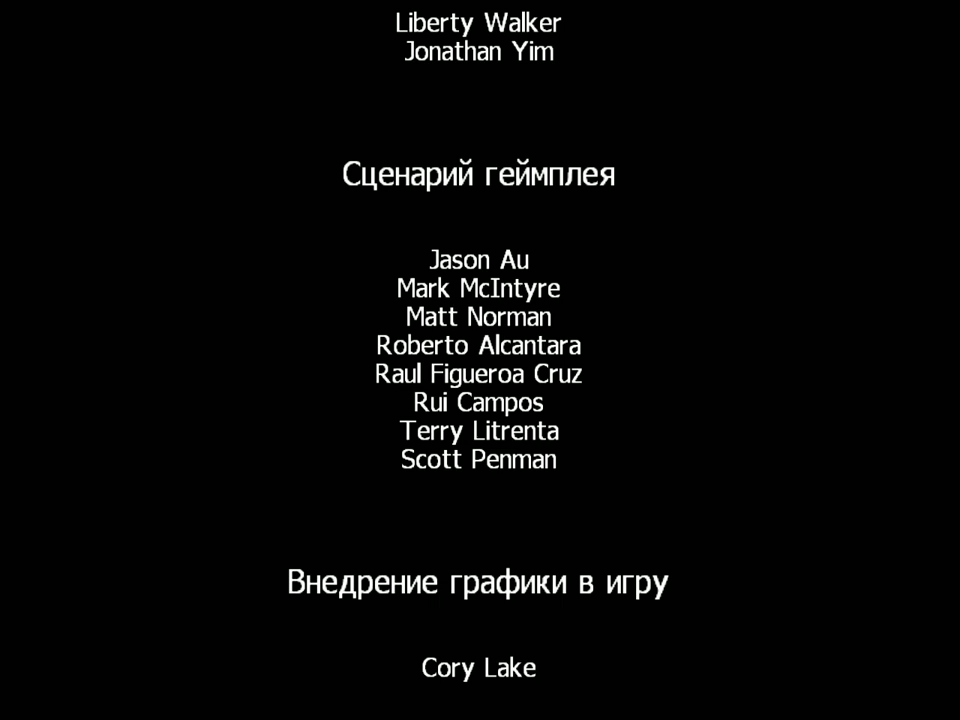 Liberty Walker
Jonathan Yim
Сценарий геймплея
Jason Au
Mark McIntyre
Matt Norman
Roberto Alcantara
Raul Figueroa Cruz
Rui Campos
Terry Litrenta
Scott Penman
Внедрение графики в игру
Cory Lake